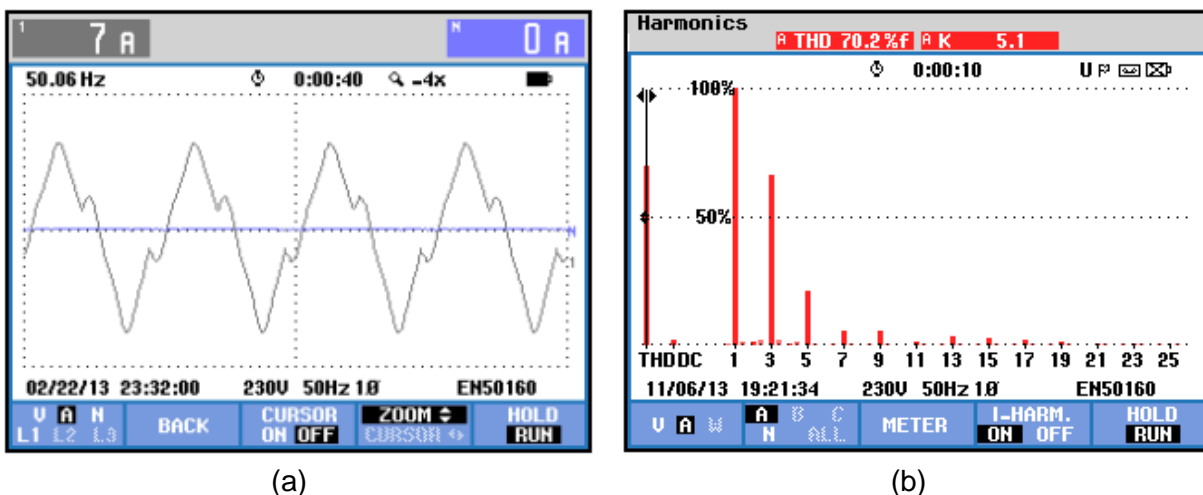 1 7 A N 0 A
50.06 Hz 0:00:40 -4x
N
1
02/22/13 23:32:00 230V 50Hz 1Ø EN50160
V A N
L1 L2 L3
BACK
CURSOR
ON OFF
ZOOM
CURSOR
HOLD
RUN
(a)
Harmonics
A THD 70.2%f A K 5.1
0:00:10 U
100%
50%
THDDC 1 3 5 7 9 11 13 15 17 19 21 23 25
11/06/13 19:21:34 230V 50Hz 1Ø EN50160
V A W
A B C
N ALL
METER
I-HARM.
ON OFF
HOLD
RUN
(b)